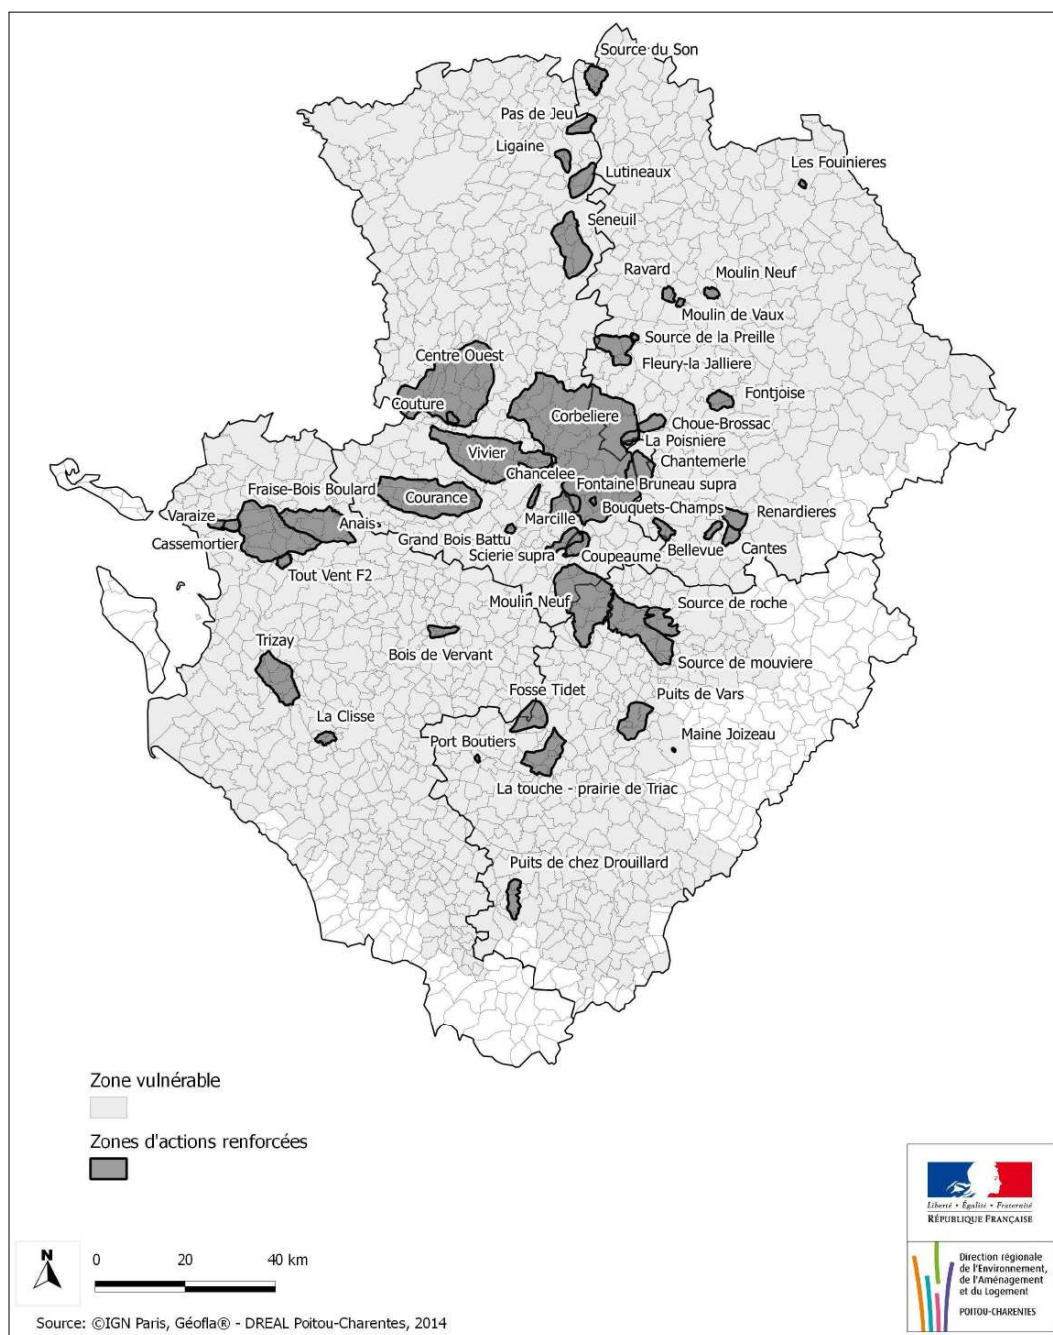 Source du Son
Pas de Jeu
Ligaine
Lutineaux
Les Fouinieres
Seneuil
Ravard
Moulin Neuf
Moulin de Vaux
Source de la Preille
Centre Ouest
Fleury-la Jalliere
Couture
Fontjoise
Corbeliere
Choue-Brossac
La Poisniere
Vivier
Chantemerle
Chancelee
Fontaine Bruneau supra
Fraise-Bois Boulard
Courance
Bouquets-Champs
Varaize
Anais
Marcille
Renardieres
Cassemortier
Grand Bois Battu
Scierie supra
Coupeaume
Bellevue
Cantes
Tout Vent F2
Moulin Neuf
Source de roche
Trizay
Bois de Vervant
Source de mouviere
Fosse Tidet
Puits de Vars
La Clisse
Port Boutiers
Maine Joizeau
La touche - prairie de Triac
Puits de chez Drouillard
Zone vulnérable
Zones d'actions renforcées
N
0 20 40 km
Source: ©IGN Paris, Géofla® - DREAL Poitou-Charentes, 2014
Liberté • Égalité • Fraternité
RÉPUBLIQUE FRANÇAISE
Direction régionale
de l'Environnement,
de l'Aménagement
et du Logement
POITOU-CHARENTES